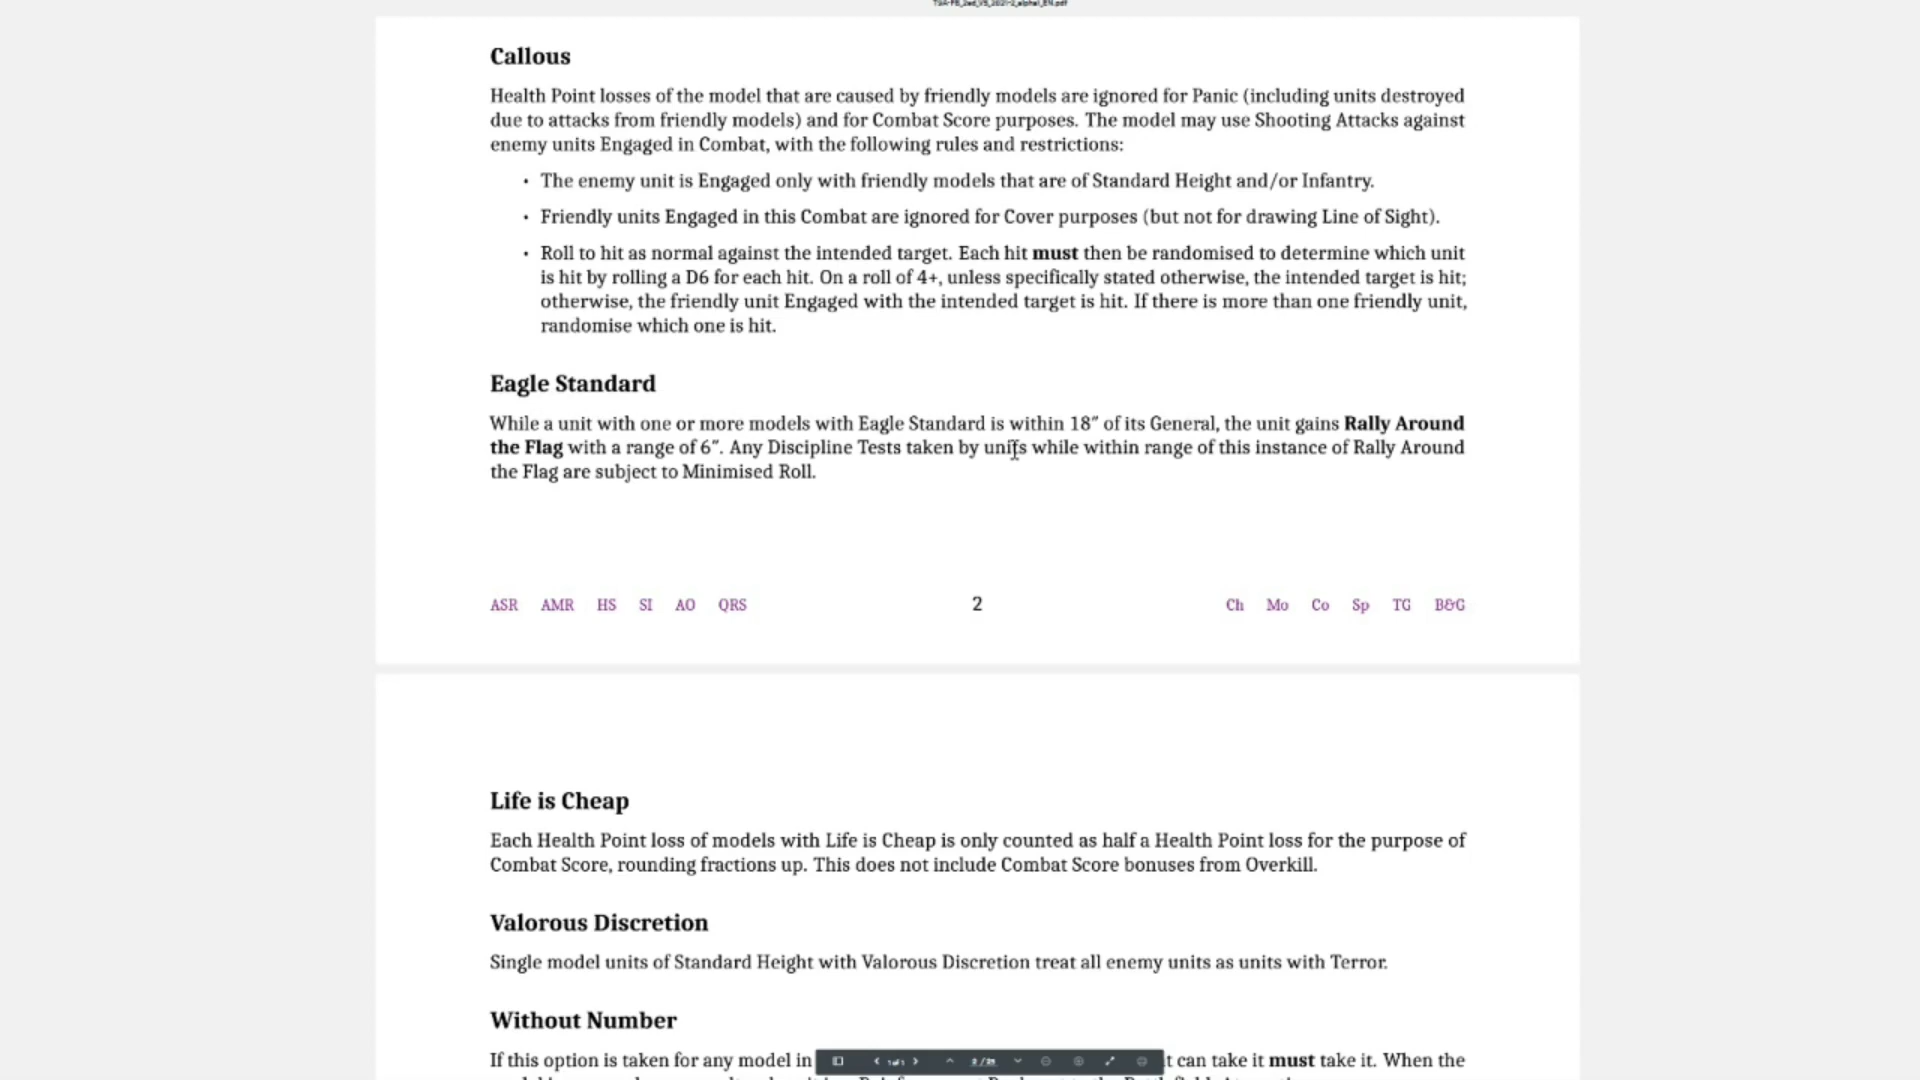 Callous
Health Point losses of the model that are caused by friendly models are ignored for Panic (including units destroyed
due to attacks from friendly models) and for Combat Score purposes. The model may use Shooting Attacks against
enemy units Engaged in Combat, with the following rules and restrictions:
• The enemy unit is Engaged only with friendly models that are of Standard Height and/or Infantry.
• Friendly units Engaged in this Combat are ignored for Cover purposes (but not for drawing Line of Sight).
• Roll to hit as normal against the intended target. Each hit must then be randomised to determine which unit
is hit by rolling a D6 for each hit. On a roll of 4+, unless specifically stated otherwise, the intended target is hit;
otherwise, the friendly unit Engaged with the intended target is hit. If there is more than one friendly unit,
randomise which one is hit.
Eagle Standard
While a unit with one or more models with Eagle Standard is within 18″ of its General, the unit gains Rally Around
the Flag with a range of 6″. Any Discipline Tests taken by units while within range of this instance of Rally Around
the Flag are subject to Minimised Roll.
ASR AMR HS SI AO QRS 2 Ch Mo Co Sp TG B&G
Life is Cheap
Each Health Point loss of models with Life is Cheap is only counted as half a Health Point loss for the purpose of
Combat Score, rounding fractions up. This does not include Combat Score bonuses from Overkill.
Valorous Discretion
Single model units of Standard Height with Valorous Discretion treat all enemy units as units with Terror.
Without Number
If this option is taken for any model in t can take it must take it. When the